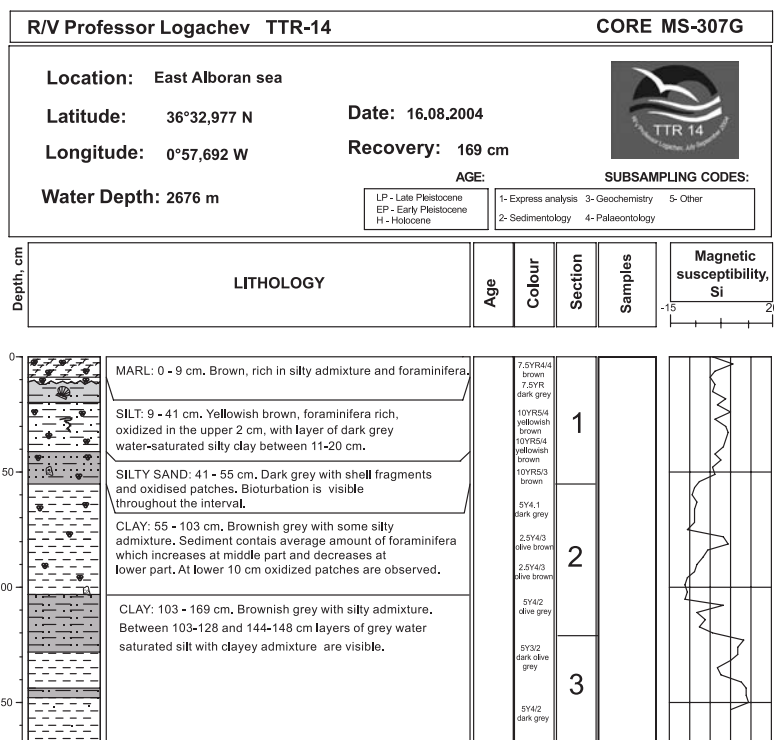 R/V Professor Logachev TTR-14
CORE MS-307G
Location: East Alboran sea
Latitude: 36°32,977 N
Date: 16.08.2004
Longitude: 0°57,692 W
Recovery: 169 cm
Water Depth: 2676 m
TTR 14
R/V Professor Logachev, July September 2004
AGE:
LP - Late Pleistocene
EP - Early Pleistocene
H - Holocene
SUBSAMPLING CODES:
1- Express analysis 3- Geochemistry 5- Other
2- Sedimentology 4- Palaeontology
Depth, cm
LITHOLOGY
Age
Colour
Section
Samples
Magnetic
susceptibility,
Si
-15
20
0
MARL: 0 - 9 cm. Brown, rich in silty admixture and foraminifera.
SILT: 9 - 41 cm. Yellowish brown, foraminifera rich,
oxidized in the upper 2 cm, with layer of dark grey
water-saturated silty clay between 11-20 cm.
50
SILTY SAND: 41 - 55 cm. Dark grey with shell fragments
and oxidised patches. Bioturbation is visible
throughout the interval.
CLAY: 55 - 103 cm. Brownish grey with some silty
admixture. Sediment contais average amount of foraminifera
which increases at middle part and decreases at
lower part. At lower 10 cm oxidized patches are observed.
00
CLAY: 103 - 169 cm. Brownish grey with silty admixture.
Between 103-128 and 144-148 cm layers of grey water
saturated silt with clayey admixture are visible.
50
7.5YR4/4
brown
7.5YR
dark grey
10YR5/4
yellowish
brown
10YR5/4
yellowish
brown
10YR5/3
brown
5Y4.1
dark grey
2.5Y4/3
olive brown
2.5Y4/3
olive brown
5Y4/2
olive grey
5Y3/2
dark olive
grey
5Y4/2
dark grey
1
2
3